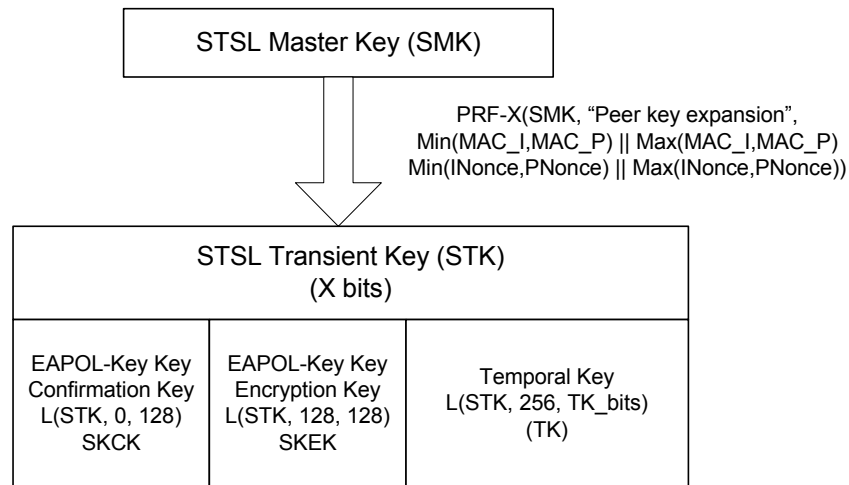 STSL Master Key (SMK)
PRF-X(SMK, “Peer key expansion”,
Min(MAC_I,MAC_P) || Max(MAC_I,MAC_P)
Min(INonce,PNonce) || Max(INonce,PNonce))
STSL Transient Key (STK)
(X bits)
EAPOL-Key Key
Confirmation Key
L(STK, 0, 128)
SKCK
EAPOL-Key Key
Encryption Key
L(STK, 128, 128)
SKEK
Temporal Key
L(STK, 256, TK_bits)
(TK)